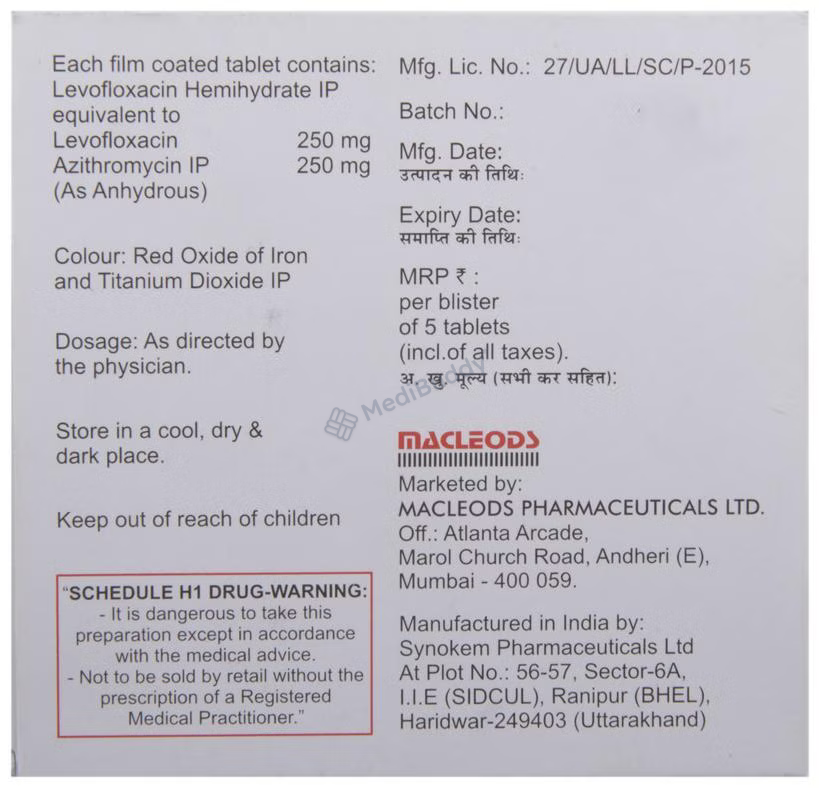 Each film coated tablet contains:
Levofloxacin Hemihydrate IP
equivalent to
Levofloxacin 250 mg
Azithromycin IP 250 mg
(As Anhydrous)
Colour: Red Oxide of Iron
and Titanium Dioxide IP
Dosage: As directed by
the physician.
Store in a cool, dry &
dark place.
Keep out of reach of children
“SCHEDULE H1 DRUG-WARNING:
- It is dangerous to take this
preparation except in accordance
with the medical advice.
- Not to be sold by retail without the
prescription of a Registered
Medical Practitioner.”
Mfg. Lic. No.: 27/UA/LL/SC/P-2015
Batch No.:
Mfg. Date:
उत्पादन की तिथि:
Expiry Date:
समाप्ति की तिथि:
MRP ₹ :
per blister
of 5 tablets
(incl.of all taxes).
अ. खु. मूल्य (सभी कर सहित):
MediBuddy
MACLEODS
Marketed by:
MACLEODS PHARMACEUTICALS LTD.
Off.: Atlanta Arcade,
Marol Church Road, Andheri (E),
Mumbai - 400 059.
Manufactured in India by:
Synokem Pharmaceuticals Ltd
At Plot No.: 56-57, Sector-6A,
I.I.E (SIDCUL), Ranipur (BHEL),
Haridwar-249403 (Uttarakhand)